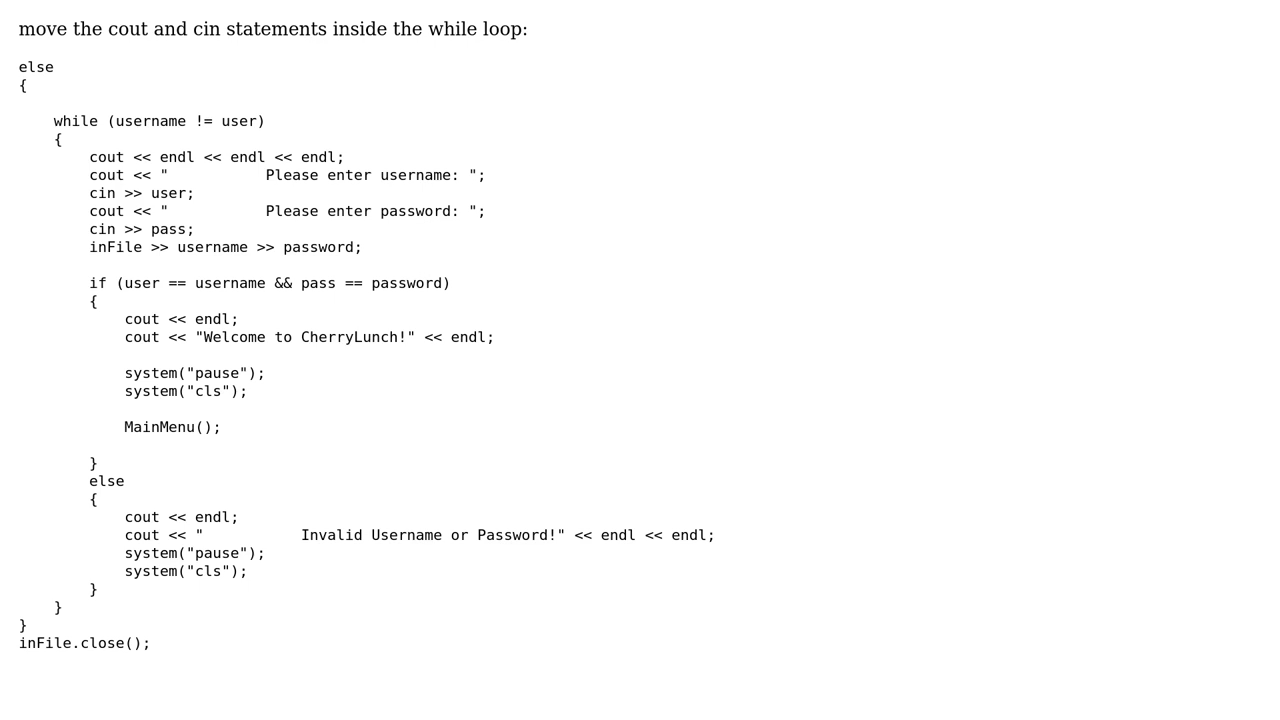 move the cout and cin statements inside the while loop:
else
{
    while (username != user)
    {
        cout << endl << endl << endl;
        cout << "           Please enter username: ";
        cin >> user;
        cout << "           Please enter password: ";
        cin >> pass;
        inFile >> username >> password;
        if (user == username && pass == password)
        {
            cout << endl;
            cout << "Welcome to CherryLunch!" << endl;
            system("pause");
            system("cls");
            MainMenu();
        }
        else
        {
            cout << endl;
            cout << "           Invalid Username or Password!" << endl << endl;
            system("pause");
            system("cls");
        }
    }
}
inFile.close();